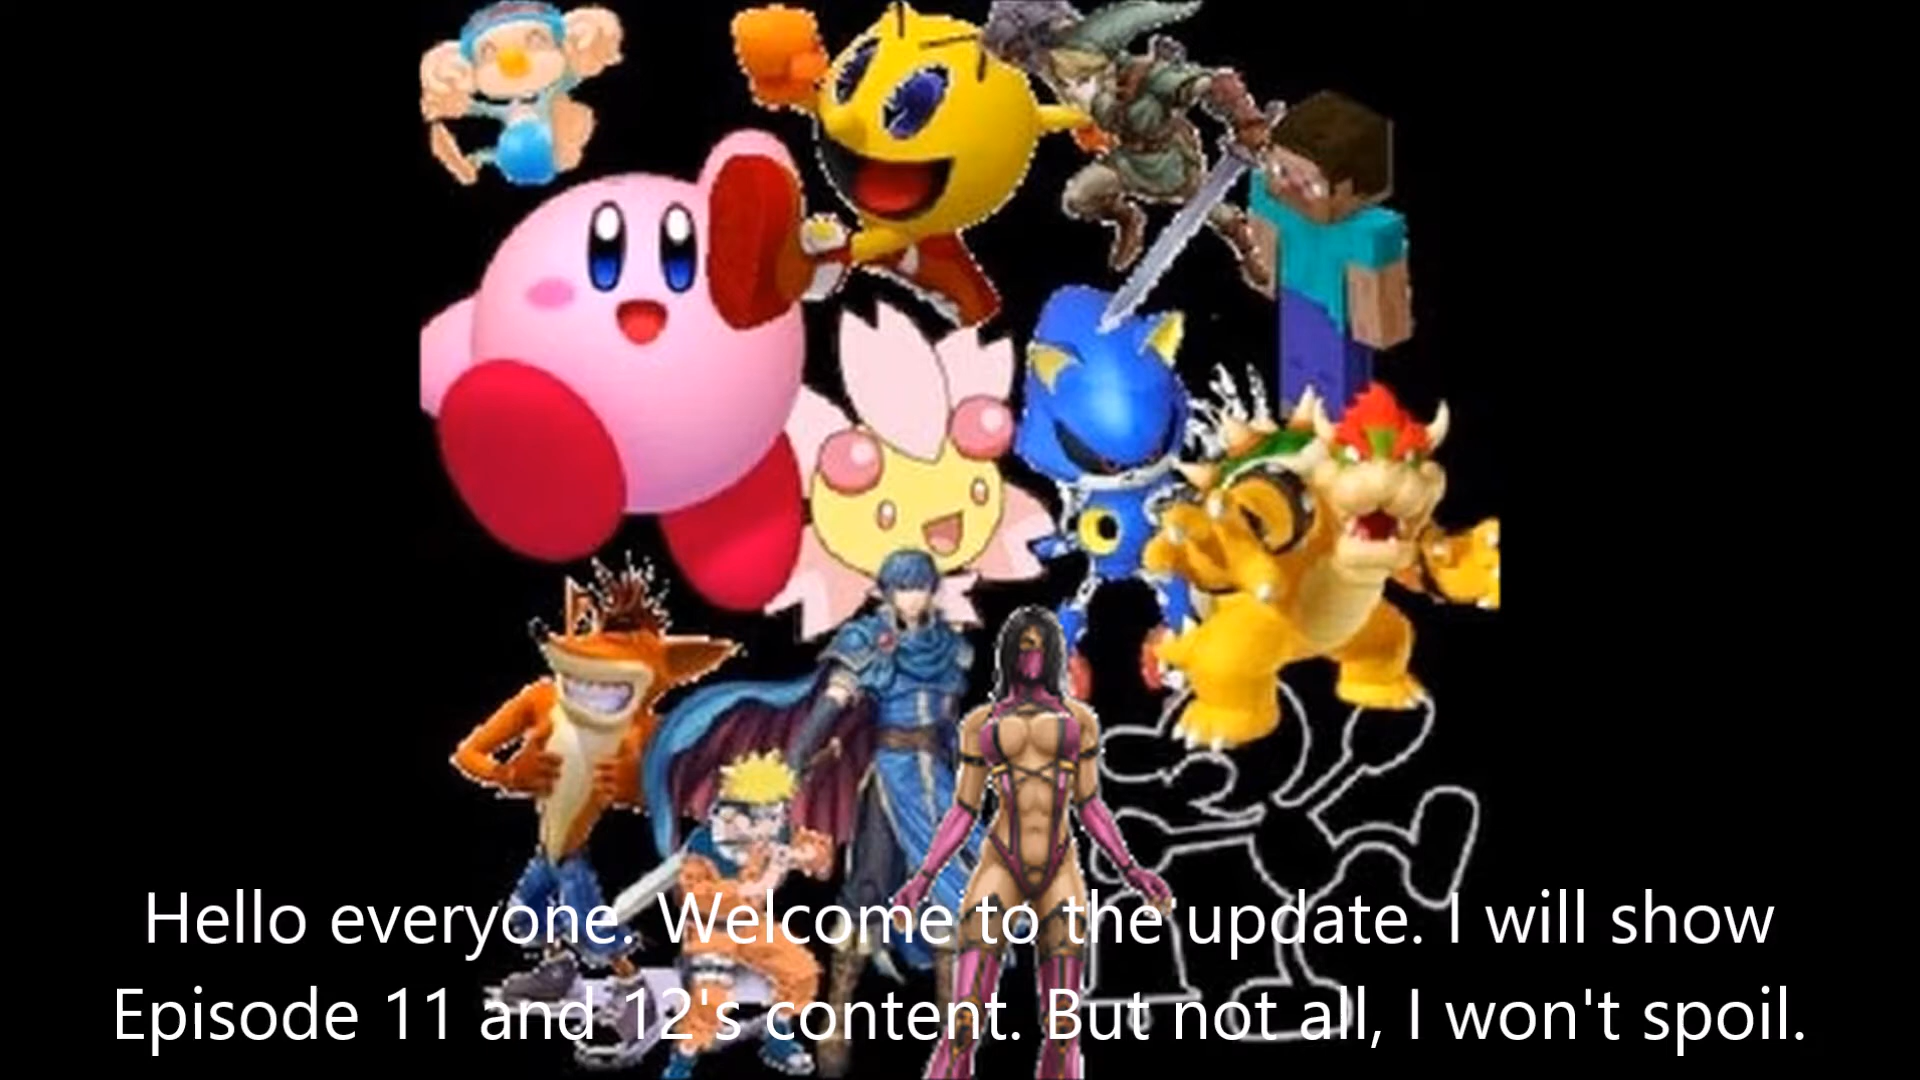 Hello everyone. Welcome to the update. I will show
Episode 11 and 12's content. But not all, I won't spoil.